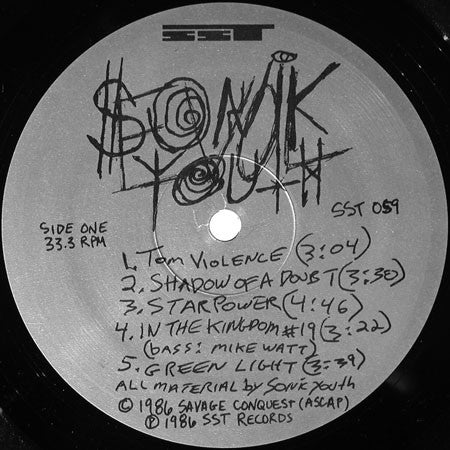 SST
$ONIK
YOUTH
SIDE ONE
33.3 RPM
SST 059
1. TOM VIOLENCE (3:04)
2. SHADOW OF A DOUBT (3:30)
3. STARPOWER (4:46)
4. IN THE KINGDOM #19 (3:22)
(BASS: MIKE WATT)
5. GREEN LIGHT (3:39)
ALL MATERIAL by SONIC YOUTH
© 1986 SAVAGE CONQUEST (ASCAP)
℗ 1986 SST RECORDS